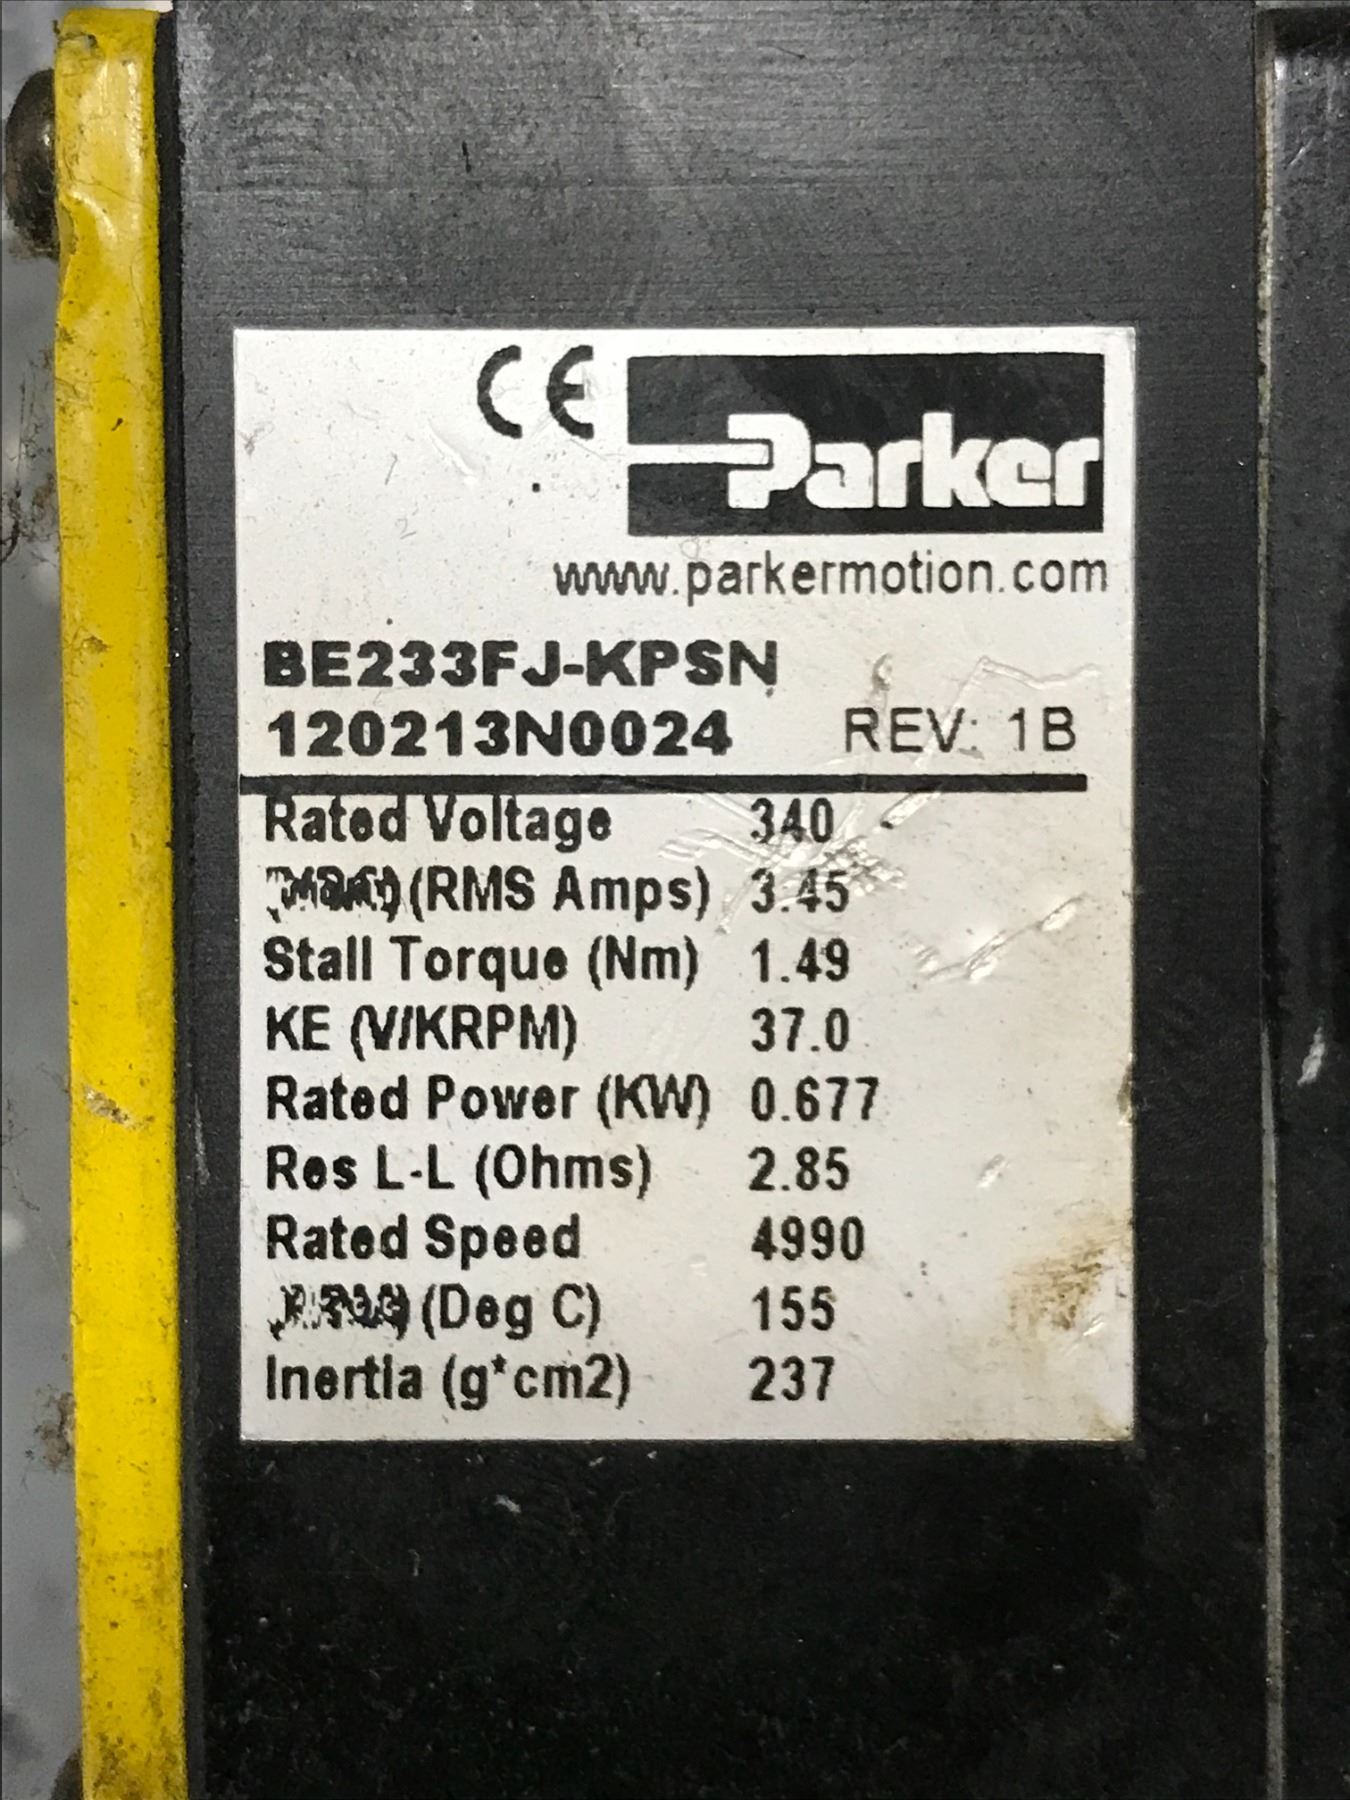 CE Parker
www.parkermotion.com
BE233FJ-KPSN
120213N0024 REV: 1B
Rated Voltage 340
(RMS Amps) 3.45
Stall Torque (Nm) 1.49
KE (V/KRPM) 37.0
Rated Power (KW) 0.677
Res L-L (Ohms) 2.85
Rated Speed 4990
(Deg C) 155
Inertia (g*cm2) 237